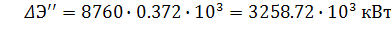 ΔЭ′′ = 8760 · 0.372 · 10³ = 3258.72 · 10³ кВт